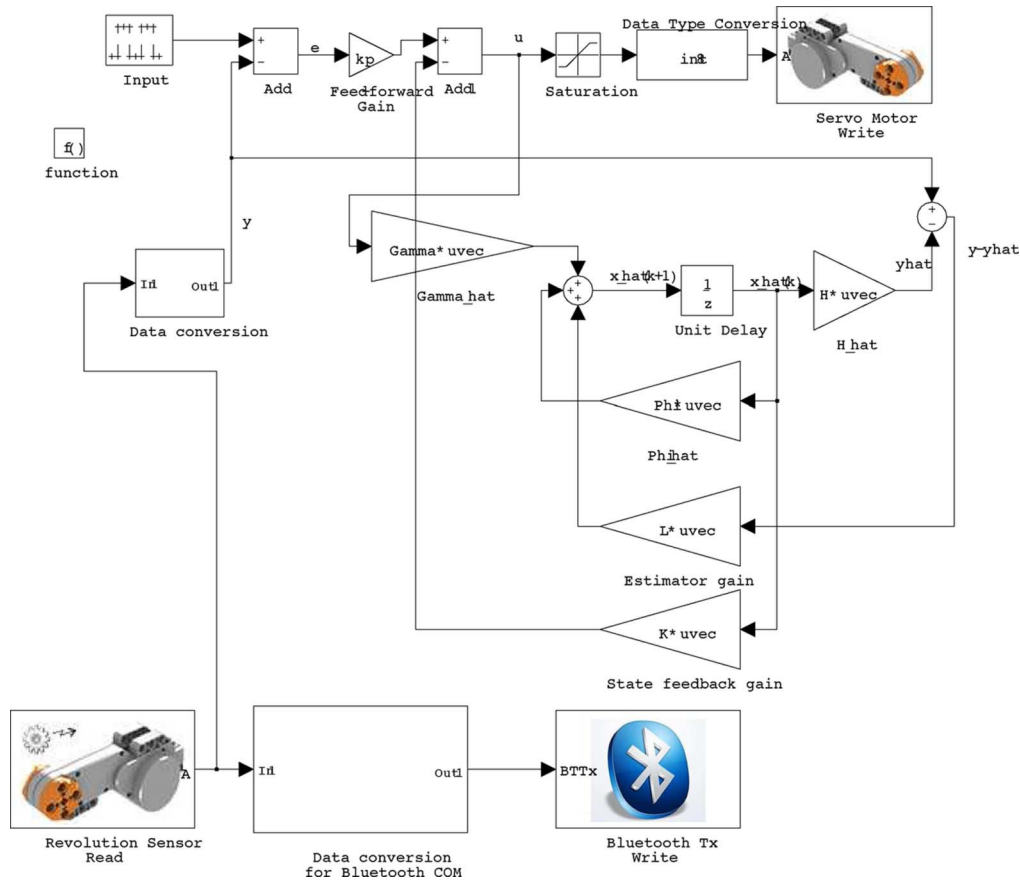 Data Type Conversion
e
kp
u
int8
A
Input
Add
Feedforward
Gain
Add1
Saturation
Servo Motor
Write
f()
function
y
Gamma* uvec
Gamma_hat
x_hat(k+1)
1
z
Unit Delay
x_hat(k)
H* uvec
H_hat
yhat
y-yhat
In1
Out1
Data conversion
Phi* uvec
Phi_hat
L* uvec
Estimator gain
K* uvec
State feedback gain
A
In1
Out1
BTTx
Revolution Sensor
Read
Data conversion
for Bluetooth COM
Bluetooth Tx
Write